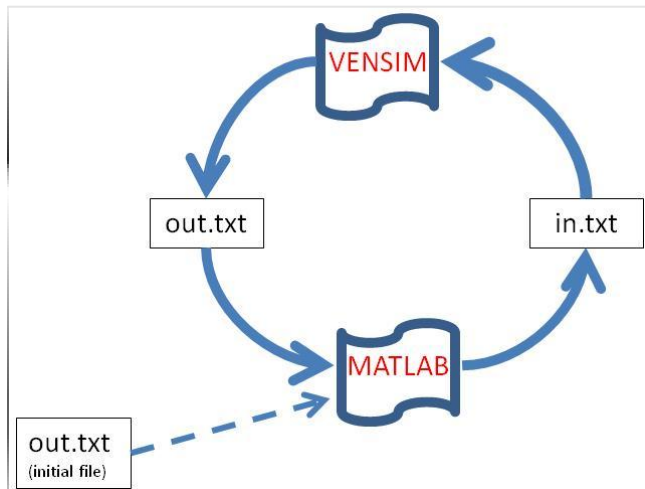 VENSIM
out.txt
in.txt
MATLAB
out.txt
(initial file)